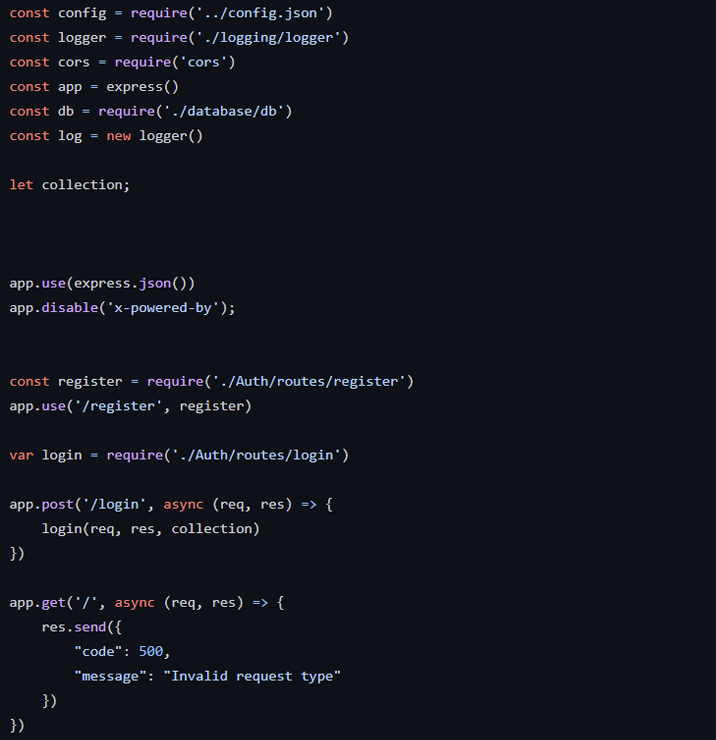 const config = require('../config.json')
const logger = require('./logging/logger')
const cors = require('cors')
const app = express()
const db = require('./database/db')
const log = new logger()
let collection;
app.use(express.json())
app.disable('x-powered-by');
const register = require('./Auth/routes/register')
app.use('/register', register)
var login = require('./Auth/routes/login')
app.post('/login', async (req, res) => {
    login(req, res, collection)
})
app.get('/', async (req, res) => {
    res.send({
        "code": 500,
        "message": "Invalid request type"
    })
})